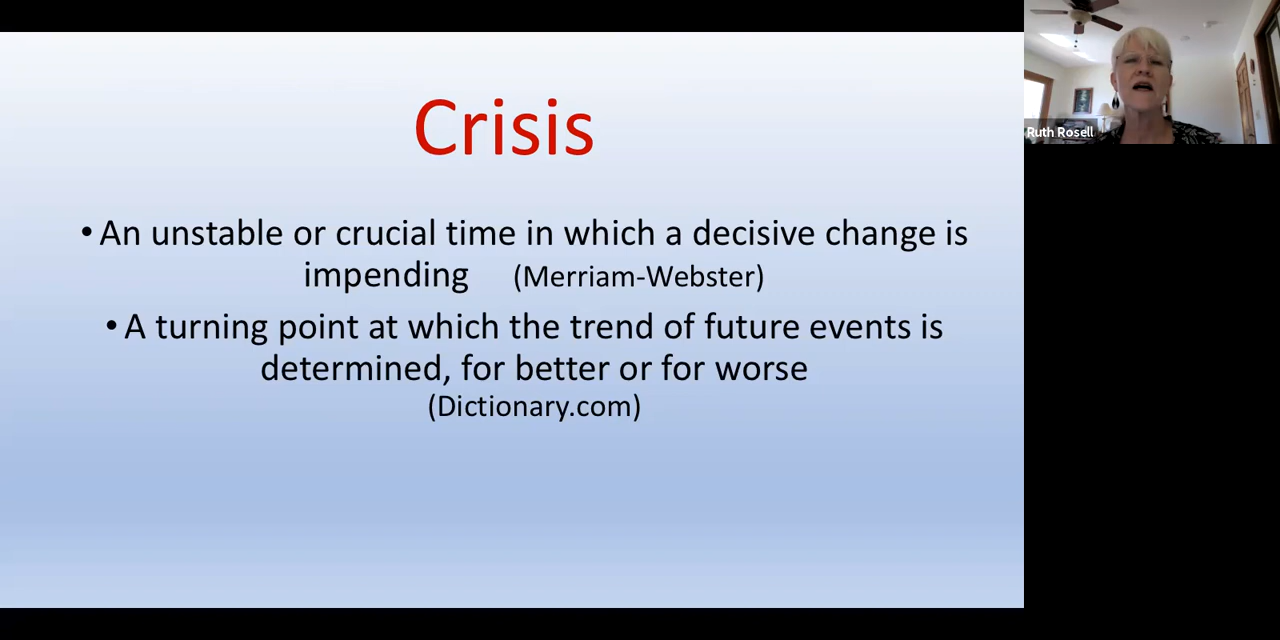 Crisis
• An unstable or crucial time in which a decisive change is
impending (Merriam-Webster)
• A turning point at which the trend of future events is
determined, for better or for worse
(Dictionary.com)
Ruth Rosell